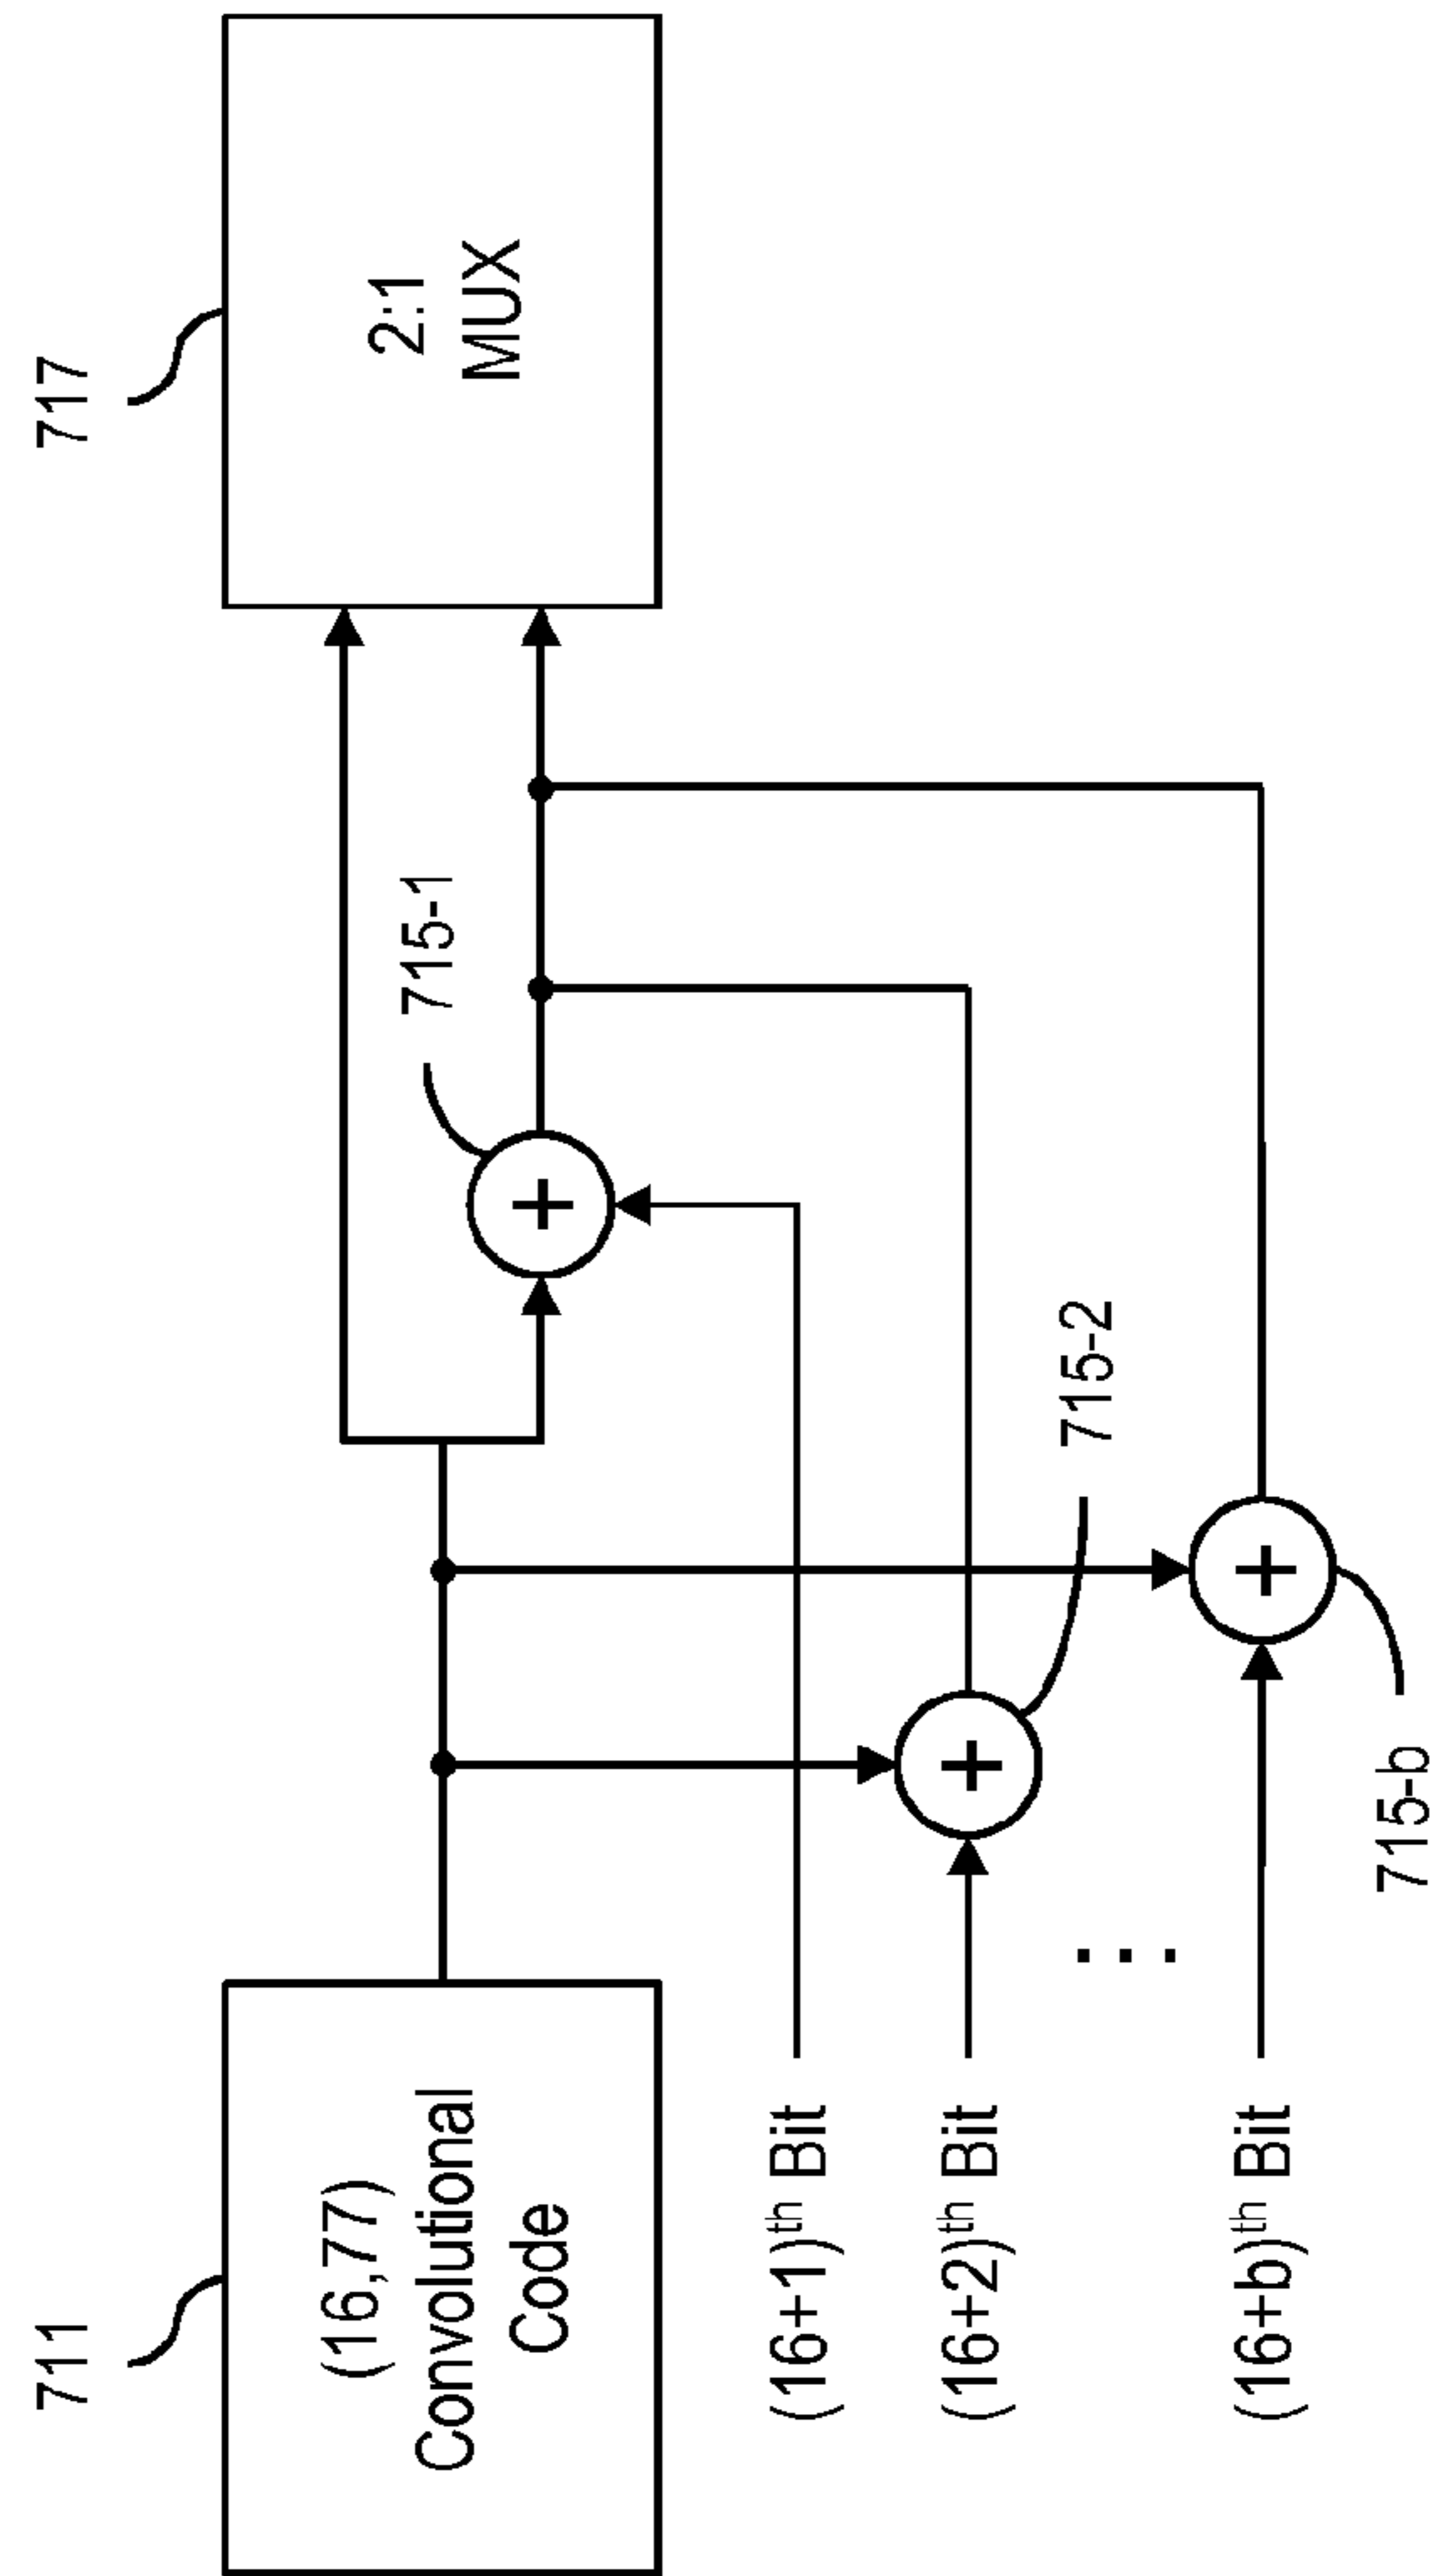 711
(16,77)
Convolutional
Code
717
2:1
MUX
715-1
(16+1)th Bit
(16+2)th Bit
715-2
...
(16+b)th Bit
715-b